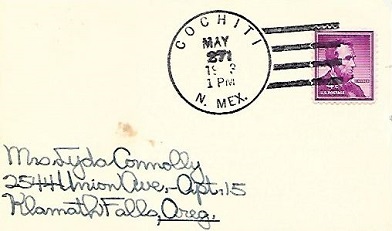 COCHITI
MAY
27
1 PM
N. MEX.
U.S. POSTAGE
Mrs. Lyda Connolly
2544 Union Ave. - Apt. 15
Klamath Falls, Oreg.